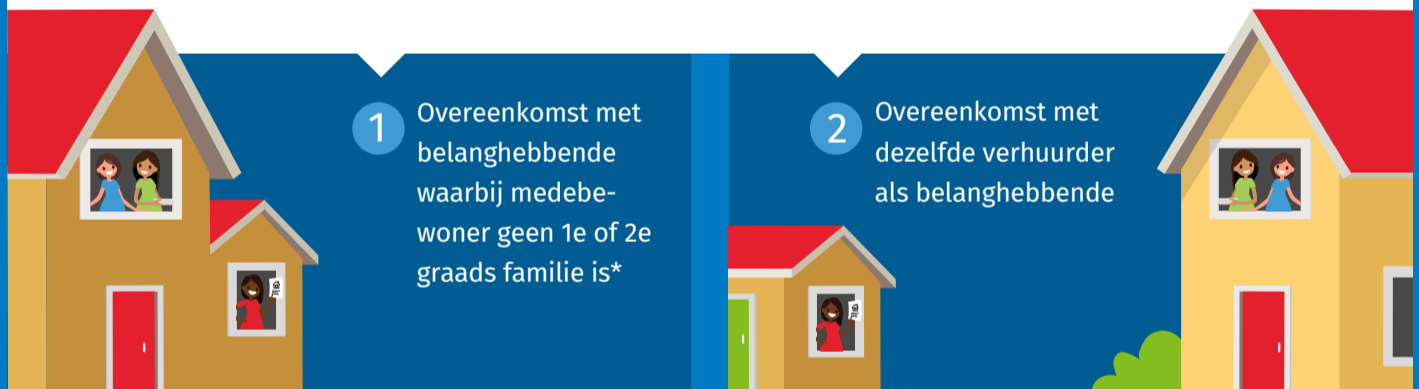 1
Overeenkomst met
belanghebbende
waarbij medebe-
woner geen 1e of 2e
graads familie is*
2
Overeenkomst met
dezelfde verhuurder
als belanghebbende